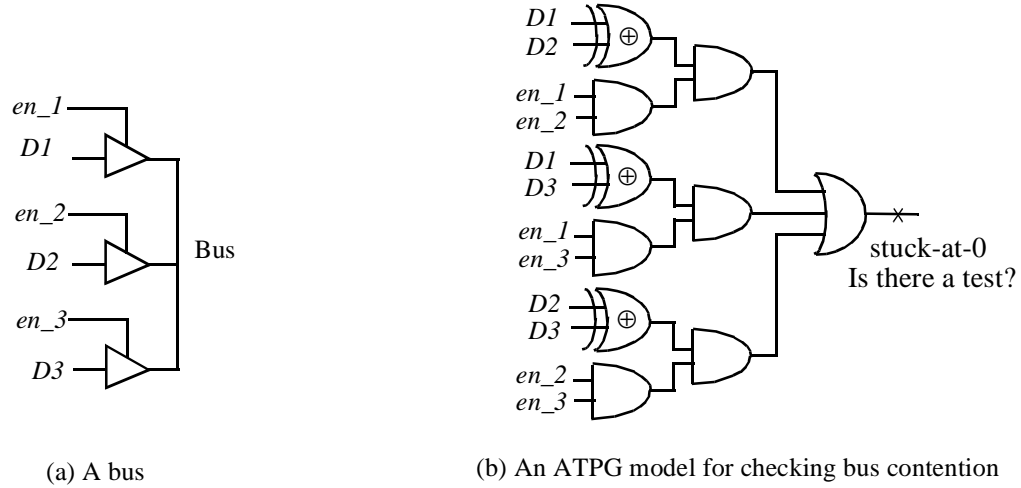 en_1
D1
en_2
D2
en_3
D3
Bus
(a) A bus
D1
D2
en_1
en_2
D1
D3
en_1
en_3
D2
D3
en_2
en_3
stuck-at-0
Is there a test?
(b) An ATPG model for checking bus contention